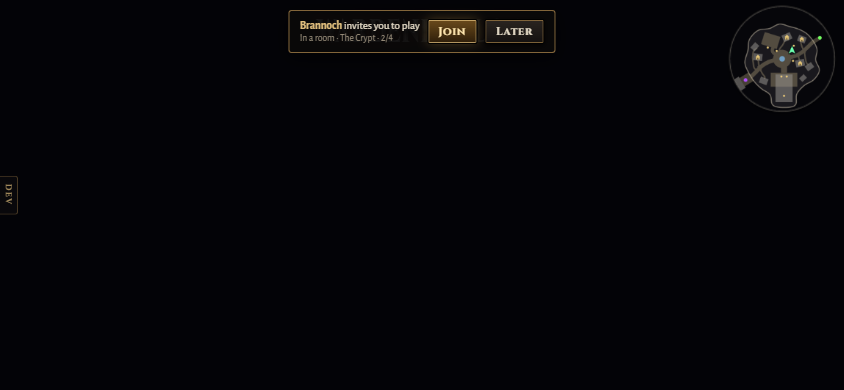 Brannoch invites you to play
In a room · The Crypt · 2/4
JOIN
LATER
DEV